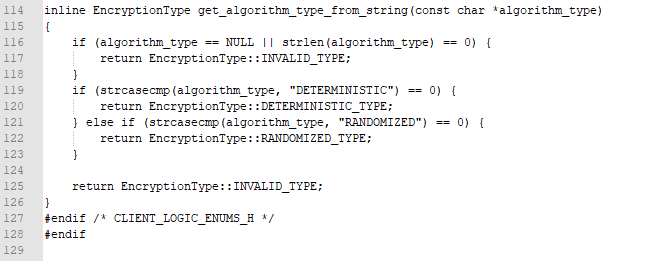 114 inline EncryptionType get_algorithm_type_from_string(const char *algorithm_type)
115 {
116     if (algorithm_type == NULL || strlen(algorithm_type) == 0) {
117         return EncryptionType::INVALID_TYPE;
118     }
119     if (strcasecmp(algorithm_type, "DETERMINISTIC") == 0) {
120         return EncryptionType::DETERMINISTIC_TYPE;
121     } else if (strcasecmp(algorithm_type, "RANDOMIZED") == 0) {
122         return EncryptionType::RANDOMIZED_TYPE;
123     }
124
125     return EncryptionType::INVALID_TYPE;
126 }
127 #endif /* CLIENT_LOGIC_ENUMS_H */
128 #endif
129